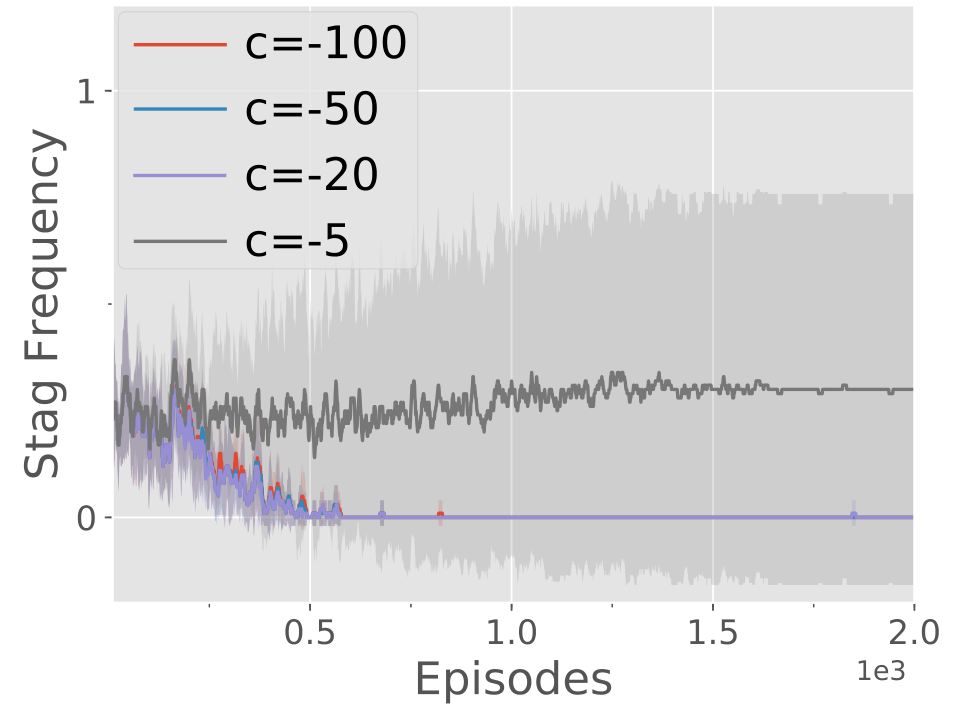 c=-100
c=-50
c=-20
c=-5
1
0
Stag Frequency
0.5 1.0 1.5 2.0
1e3
Episodes